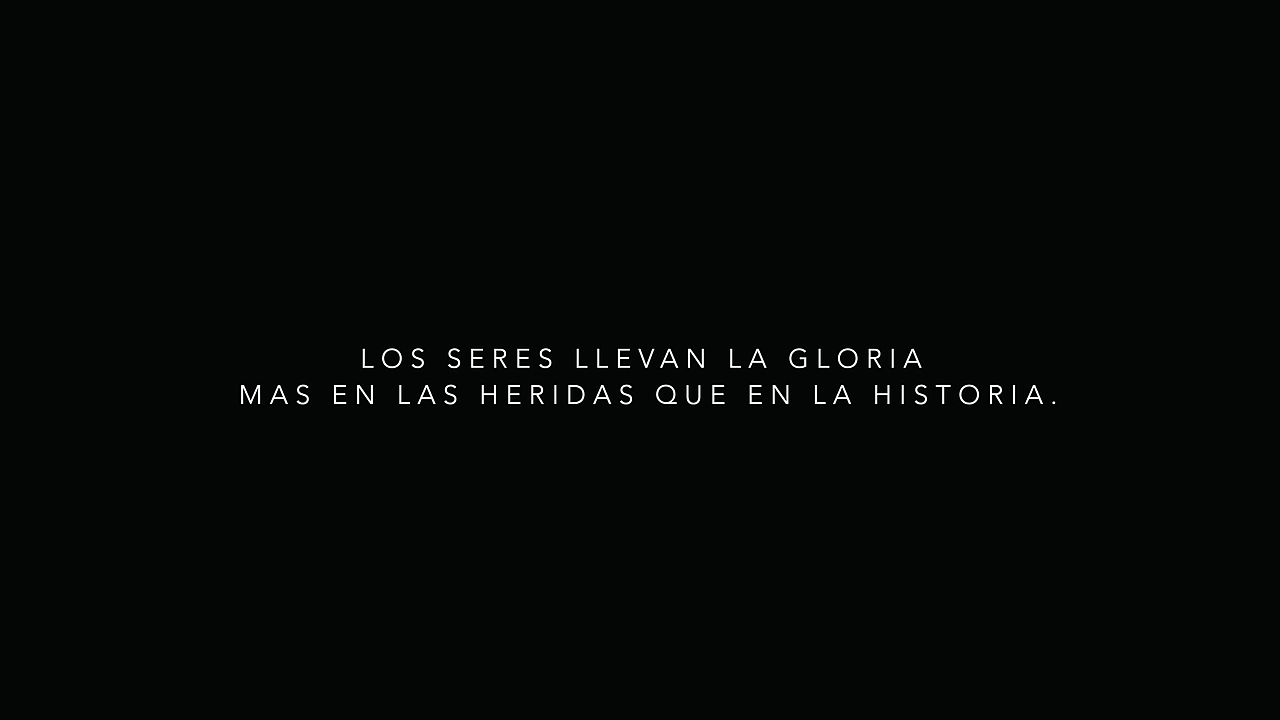 LOS SERES LLEVAN LA GLORIA
MAS EN LAS HERIDAS QUE EN LA HISTORIA.